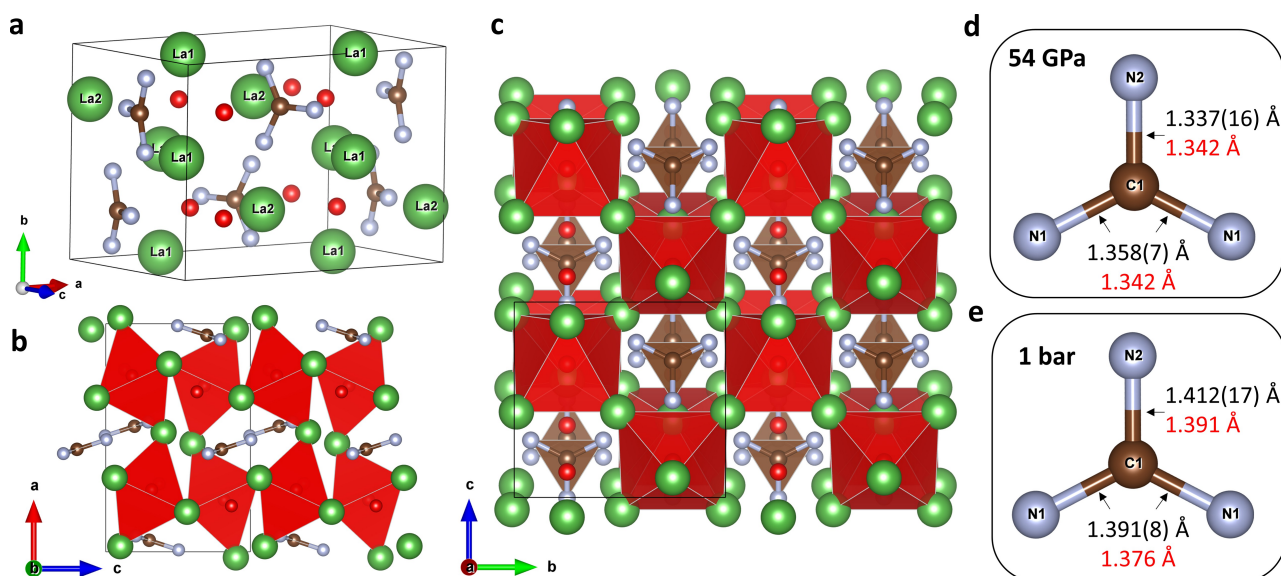 a
La1
La1
La2
La2
La
La1
La
La1
La2
La2
La1
La1
b
a
c
b
a
b
c
c
c
a
b
d
54 GPa
N2
1.337(16) Å
1.342 Å
C1
N1
N1
1.358(7) Å
1.342 Å
e
1 bar
N2
1.412(17) Å
1.391 Å
C1
N1
N1
1.391(8) Å
1.376 Å